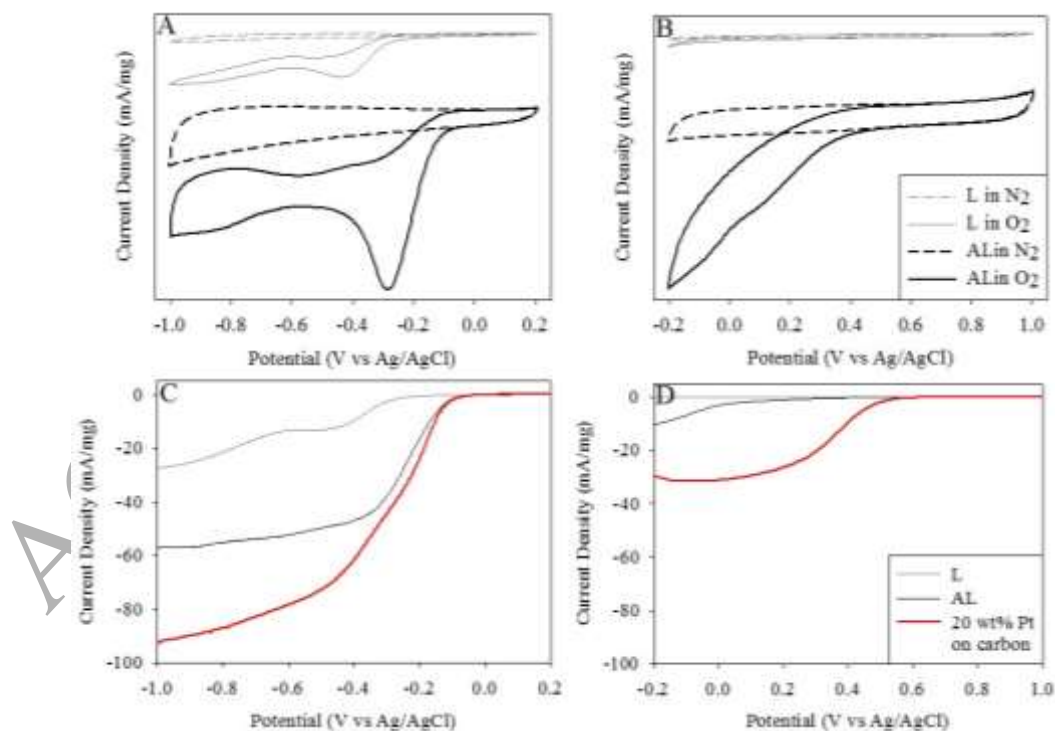 A
Current Density (mA/mg)
-1.0 -0.8 -0.6 -0.4 -0.2 0.0 0.2
Potential (V vs Ag/AgCl)
B
Current Density (mA/mg)
L in N2
L in O2
ALin N2
ALin O2
-0.2 0.0 0.2 0.4 0.6 0.8 1.0
Potential (V vs Ag/AgCl)
C
Current Density (mA/mg)
0
-20
-40
-60
-80
-100
-1.0 -0.8 -0.6 -0.4 -0.2 0.0 0.2
Potential (V vs Ag/AgCl)
D
Current Density (mA/mg)
0
-20
-40
-60
-80
-100
L
AL
20 wt% Pt
on carbon
-0.2 0.0 0.2 0.4 0.6 0.8 1.0
Potential (V vs Ag/AgCl)
A